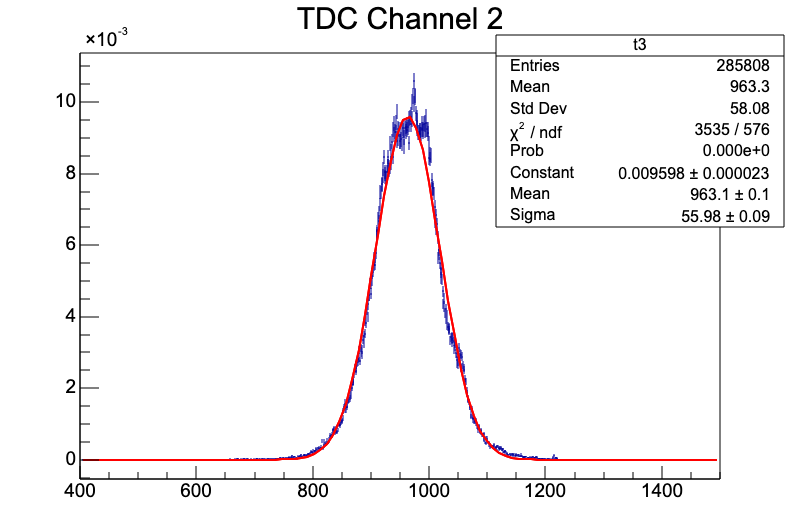 TDC Channel 2
×10⁻³
t3
Entries 285808
Mean 963.3
Std Dev 58.08
χ² / ndf 3535 / 576
Prob 0.000e+0
Constant 0.009598 ± 0.000023
Mean 963.1 ± 0.1
Sigma 55.98 ± 0.09
10
8
6
4
2
0
400 600 800 1000 1200 1400